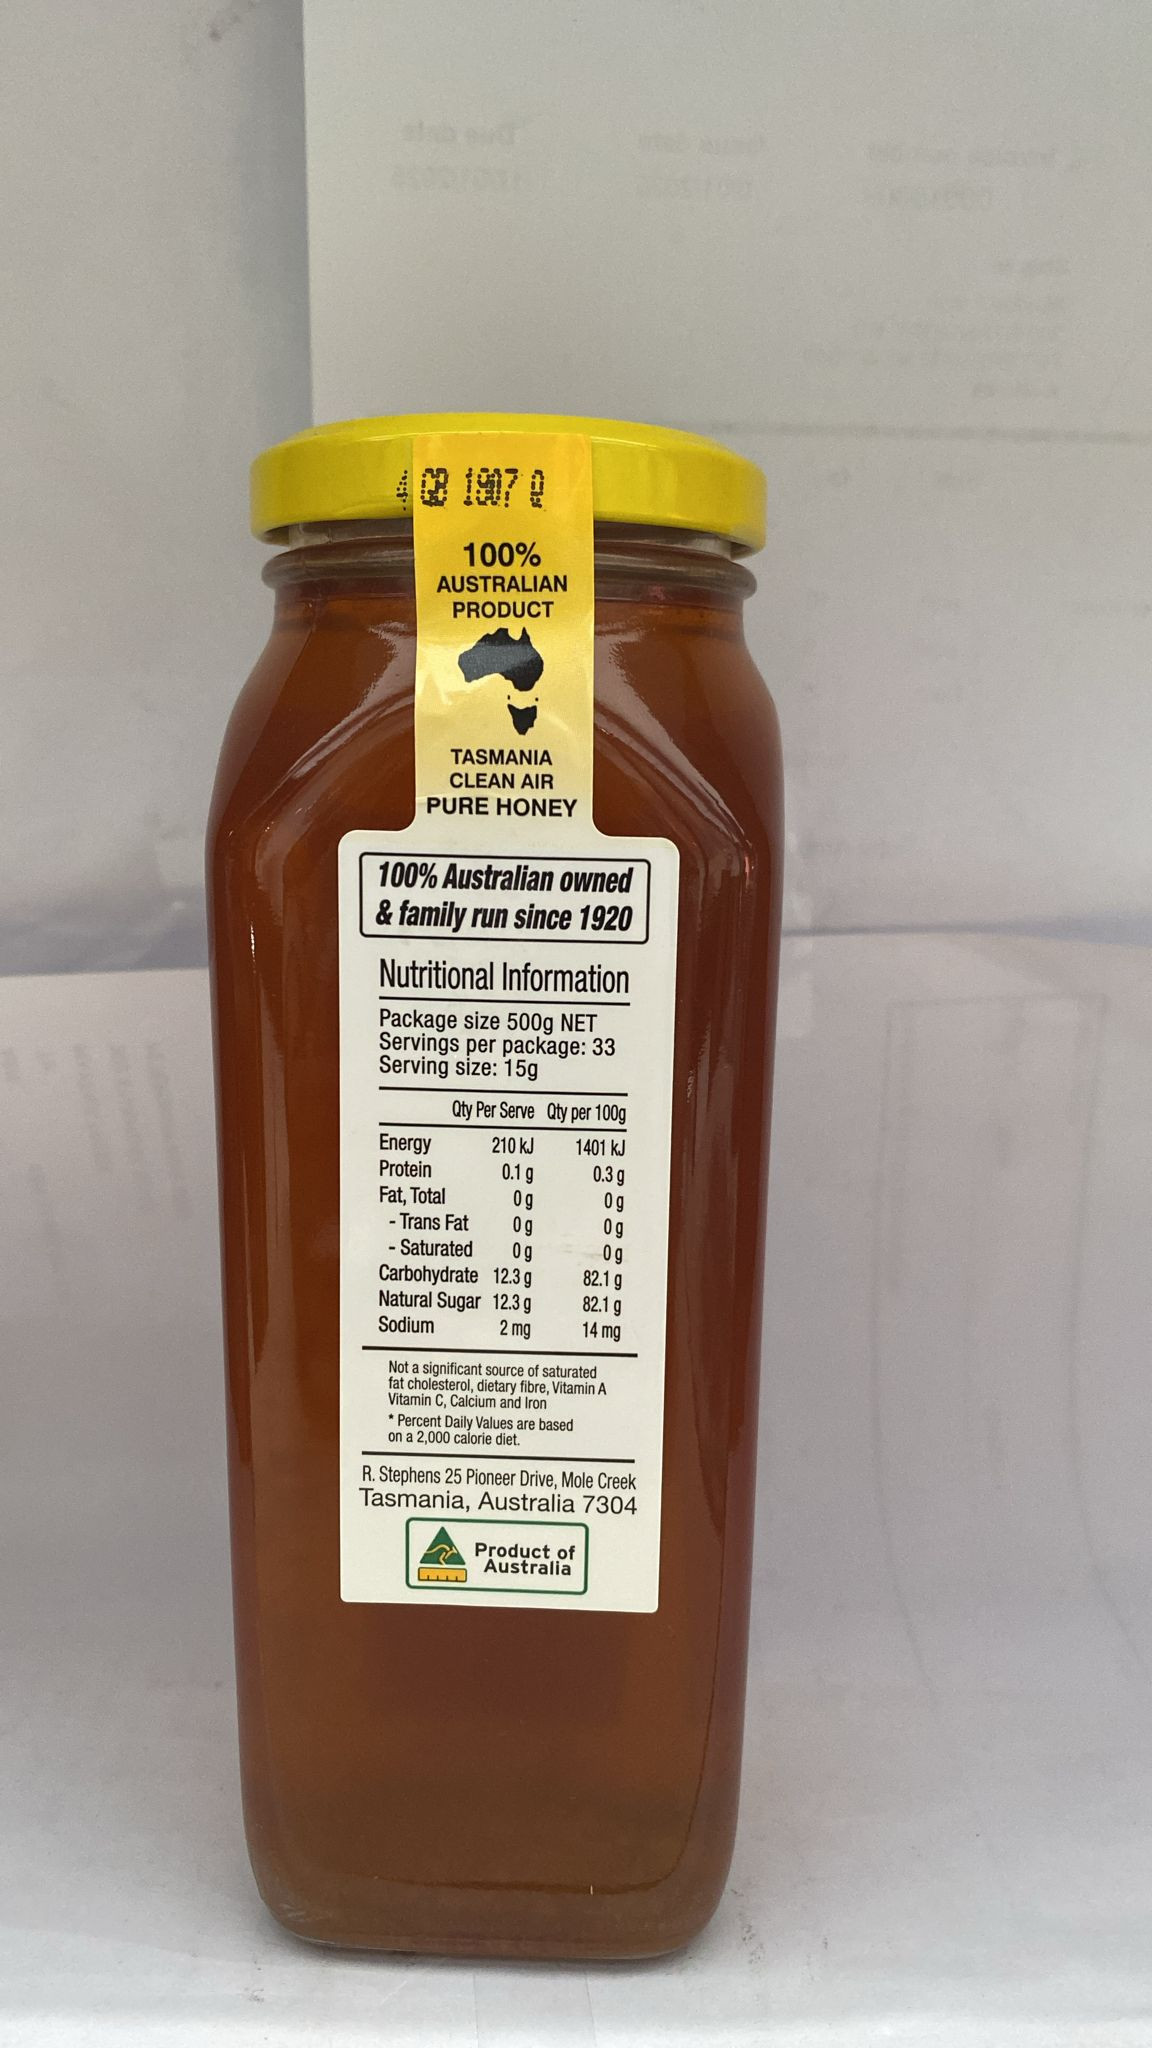 100%
AUSTRALIAN
PRODUCT
TASMANIA
CLEAN AIR
PURE HONEY
100% Australian owned
& family run since 1920
Nutritional Information
Package size 500g NET
Servings per package: 33
Serving size: 15g
Qty Per Serve Qty per 100g
Energy 210 kJ 1401 kJ
Protein 0.1 g 0.3 g
Fat, Total 0 g 0 g
- Trans Fat 0 g 0 g
- Saturated 0 g 0 g
Carbohydrate 12.3 g 82.1 g
Natural Sugar 12.3 g 82.1 g
Sodium 2 mg 14 mg
Not a significant source of saturated
fat cholesterol, dietary fibre, Vitamin A
Vitamin C, Calcium and Iron
* Percent Daily Values are based
on a 2,000 calorie diet.
R. Stephens 25 Pioneer Drive, Mole Creek
Tasmania, Australia 7304
Product of
Australia